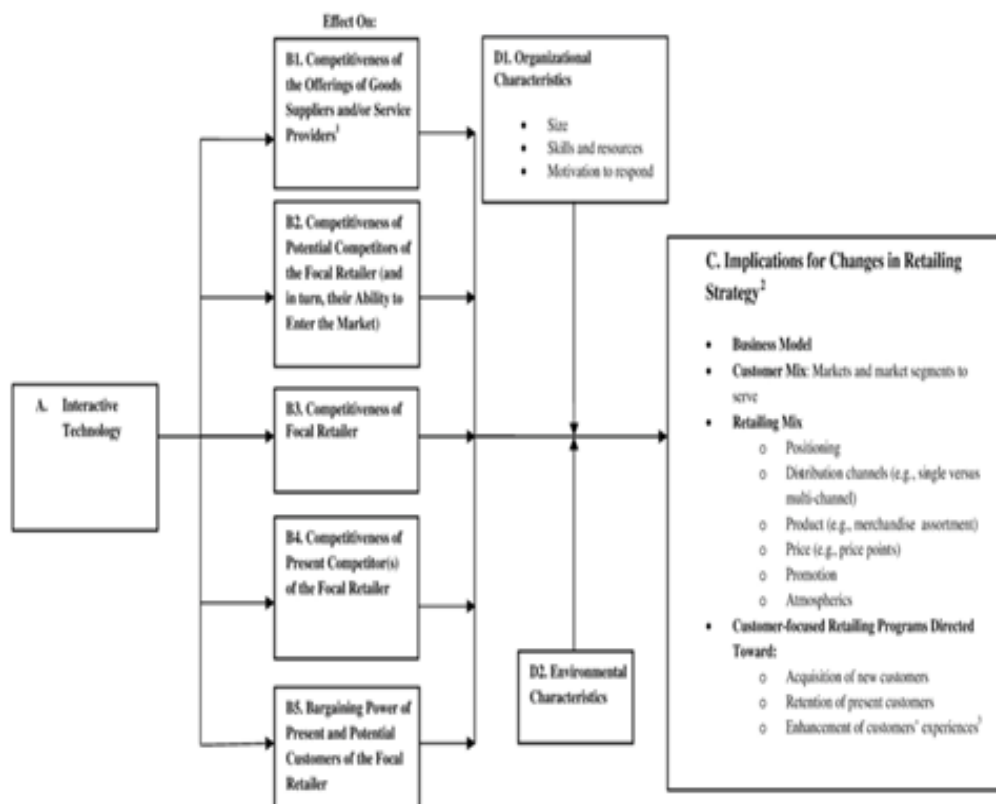 Effect On:
B1. Competitiveness of
the Offerings of Goods
Suppliers and/or Service
Providers¹
D1. Organizational
Characteristics
• Size
• Skills and resources
• Motivation to respond
B2. Competitiveness of
Potential Competitors of
the Focal Retailer (and
in turn, their Ability to
Enter the Market)
A. Interactive
Technology
B3. Competitiveness of
Focal Retailer
B4. Competitiveness of
Present Competitor(s)
of the Focal Retailer
D2. Environmental
Characteristics
B5. Bargaining Power of
Present and Potential
Customers of the Focal
Retailer
C. Implications for Changes in Retailing
Strategy²
• Business Model
• Customer Mix: Markets and market segments to
serve
• Retailing Mix
o Positioning
o Distribution channels (e.g., single versus
multi-channel)
o Product (e.g., merchandise assortment)
o Price (e.g., price points)
o Promotion
o Atmospherics
• Customer-focused Retailing Programs Directed
Toward:
o Acquisition of new customers
o Retention of present customers
o Enhancement of customers' experiences³